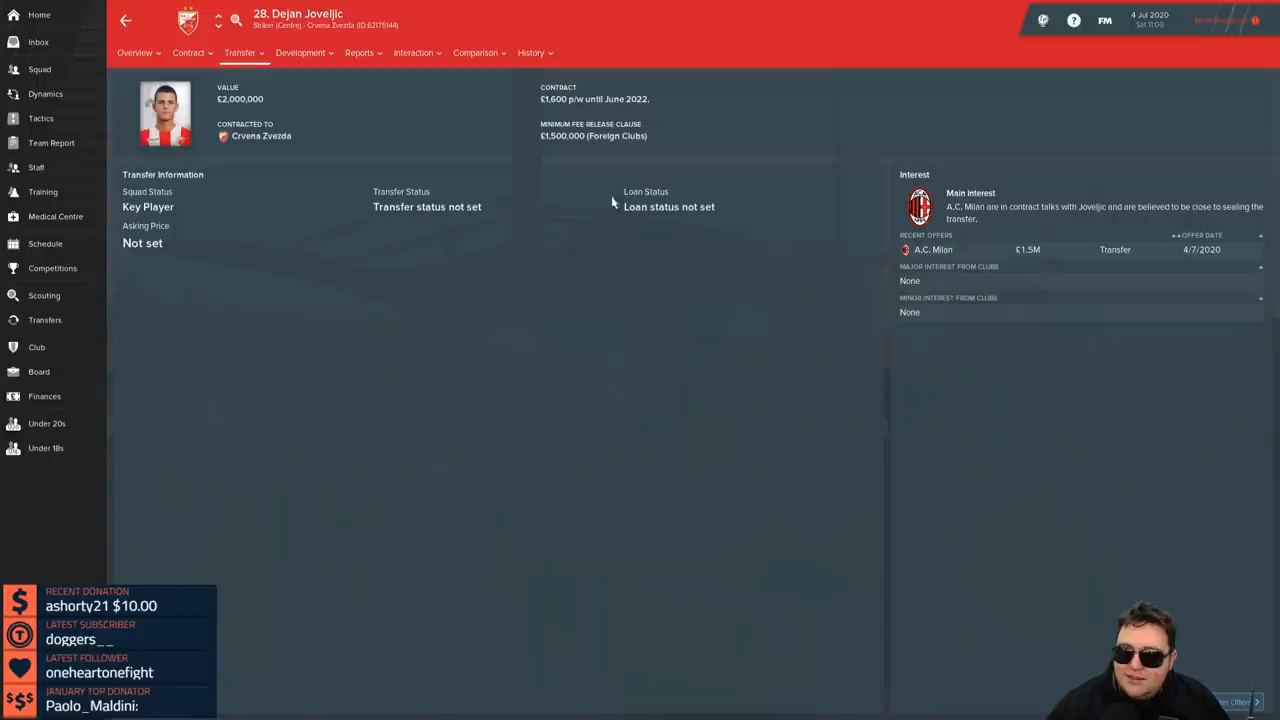 28. Dejan Joveljic
Striker (Centre) - Crvena Zvezda (ID:62175144)
4 Jul 2020
Sat 11:00
FM
Home
Inbox
Squad
Dynamics
Tactics
Team Report
Staff
Training
Medical Centre
Schedule
Competitions
Scouting
Transfers
Club
Board
Finances
Under 20s
Under 18s
Overview
Contract
Transfer
Development
Reports
Interaction
Comparison
History
VALUE
£2,000,000
CONTRACTED TO
Crvena Zvezda
CONTRACT
£1,600 p/w until June 2022.
MINIMUM FEE RELEASE CLAUSE
£1,500,000 (Foreign Clubs)
Transfer Information
Squad Status
Key Player
Transfer Status
Transfer status not set
Loan Status
Loan status not set
Asking Price
Not set
Interest
Main Interest
A.C. Milan are in contract talks with Joveljic and are believed to be close to sealing the
transfer.
RECENT OFFERS
OFFER DATE
A.C. Milan £1.5M Transfer 4/7/2020
MAJOR INTEREST FROM CLUBS
None
MINOR INTEREST FROM CLUBS
None
RECENT DONATION
ashorty21 $10.00
LATEST SUBSCRIBER
doggers__
LATEST FOLLOWER
oneheartonefight
JANUARY TOP DONATOR
Paolo_Maldini: